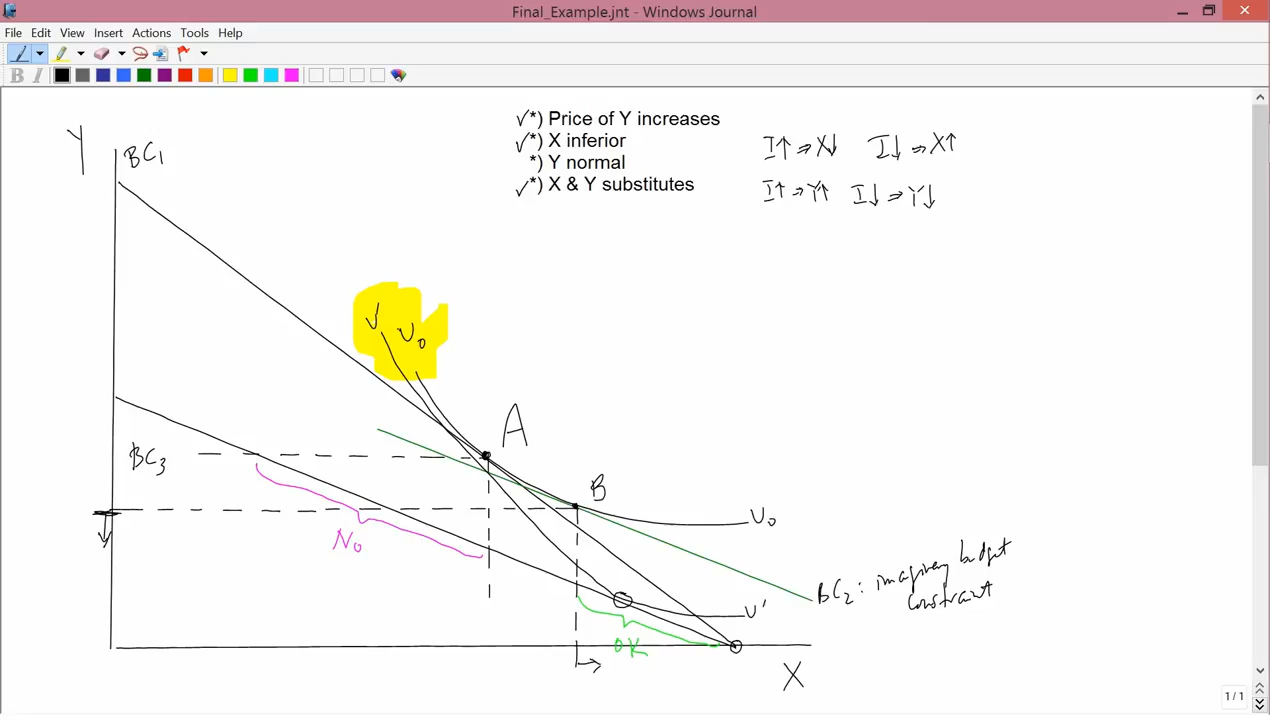 Final_Example.jnt - Windows Journal
File Edit View Insert Actions Tools Help
B I
✓*) Price of Y increases
✓*) X inferior
*) Y normal
✓*) X & Y substitutes
I↑ ⇒ X↓ I↓ ⇒ X↑
I↑ ⇒ Y↑ I↓ ⇒ Y↓
Y
BC₁
U₀
A
BC₃
B
U₀
No
BC₂: imaginary budget
constraint
U'
OK
X
1 / 1